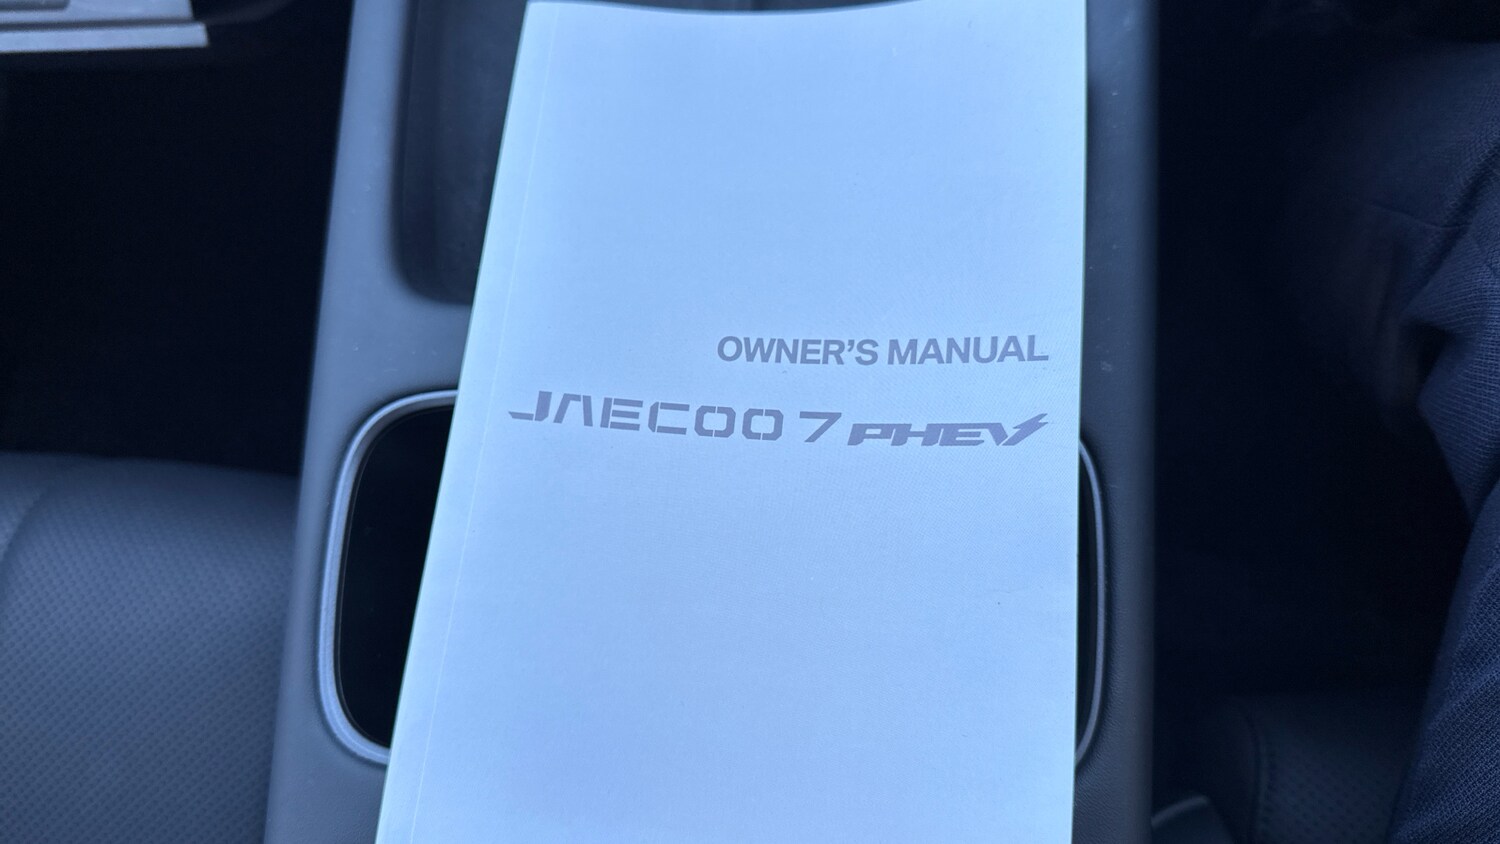 OWNER'S MANUAL
JAECOO 7 PHEV